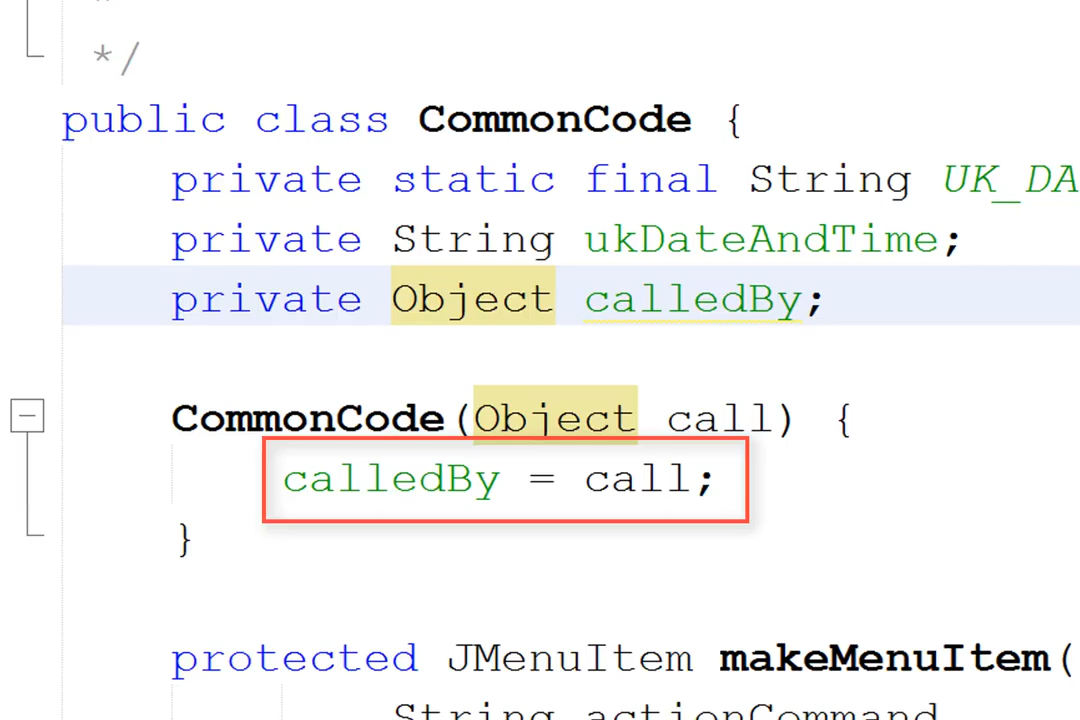 */
public class CommonCode {
private static final String UK_DA
private String ukDateAndTime;
private Object calledBy;
CommonCode(Object call) {
calledBy = call;
}
protected JMenuItem makeMenuItem(
String actionCommand